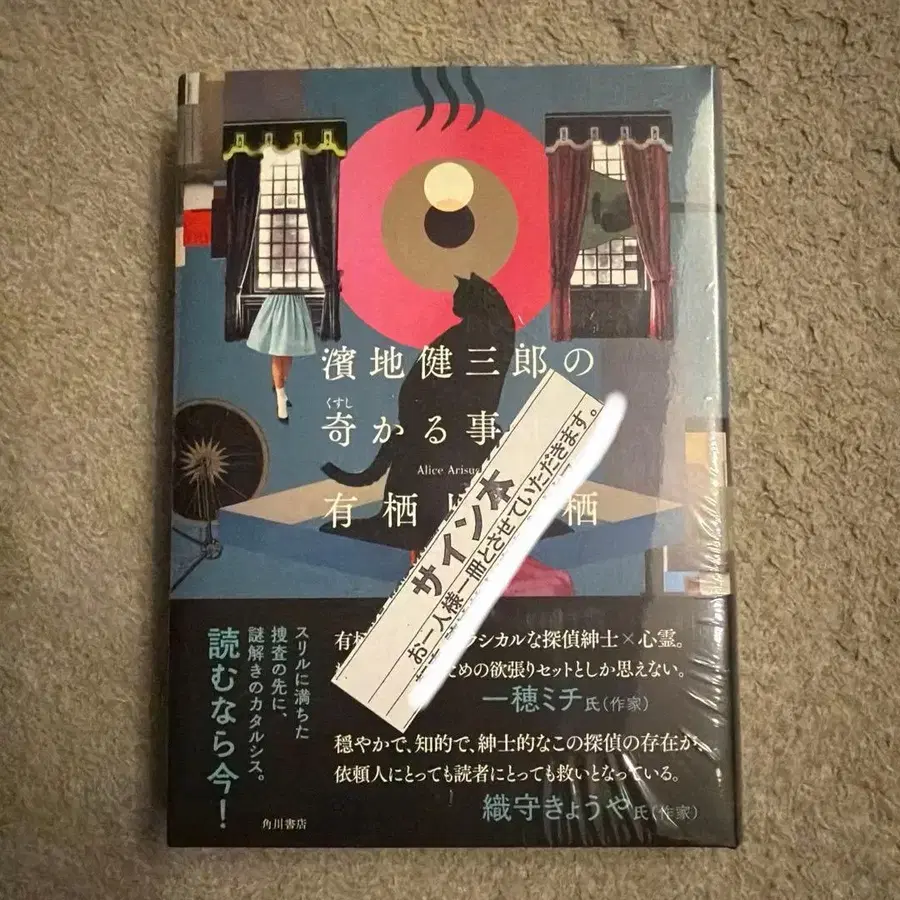 濱地健三郎の
くすし
奇かる事
Alice Arisu
有栖 栖
サイン本
お一人様一冊とさせていただきます。
スリルに満ちた
捜査の先に、
謎解きのカタルシス。
読むなら今!
角川書店
シカルな探偵紳士×心霊。
ための欲張りセットとしか思えない。
一穂ミチ氏(作家)
穏やかで、知的で、紳士的なこの探偵の存在が、
依頼人にとっても読者にとっても救いとなっている。
織守きょうや氏(作家)